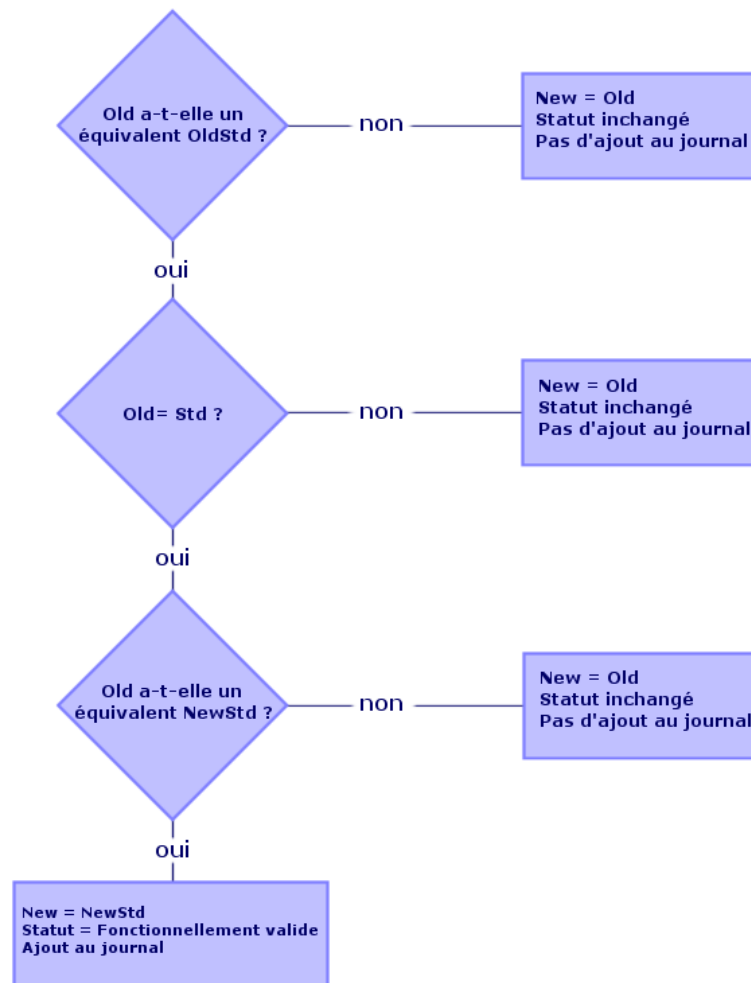 Old a-t-elle un
équivalent OldStd ?
non
New = Old
Statut inchangé
Pas d'ajout au journal
oui
Old= Std ?
non
New = Old
Statut inchangé
Pas d'ajout au journal
oui
Old a-t-elle un
équivalent NewStd ?
non
New = Old
Statut inchangé
Pas d'ajout au journal
oui
New = NewStd
Statut = Fonctionnellement valide
Ajout au journal